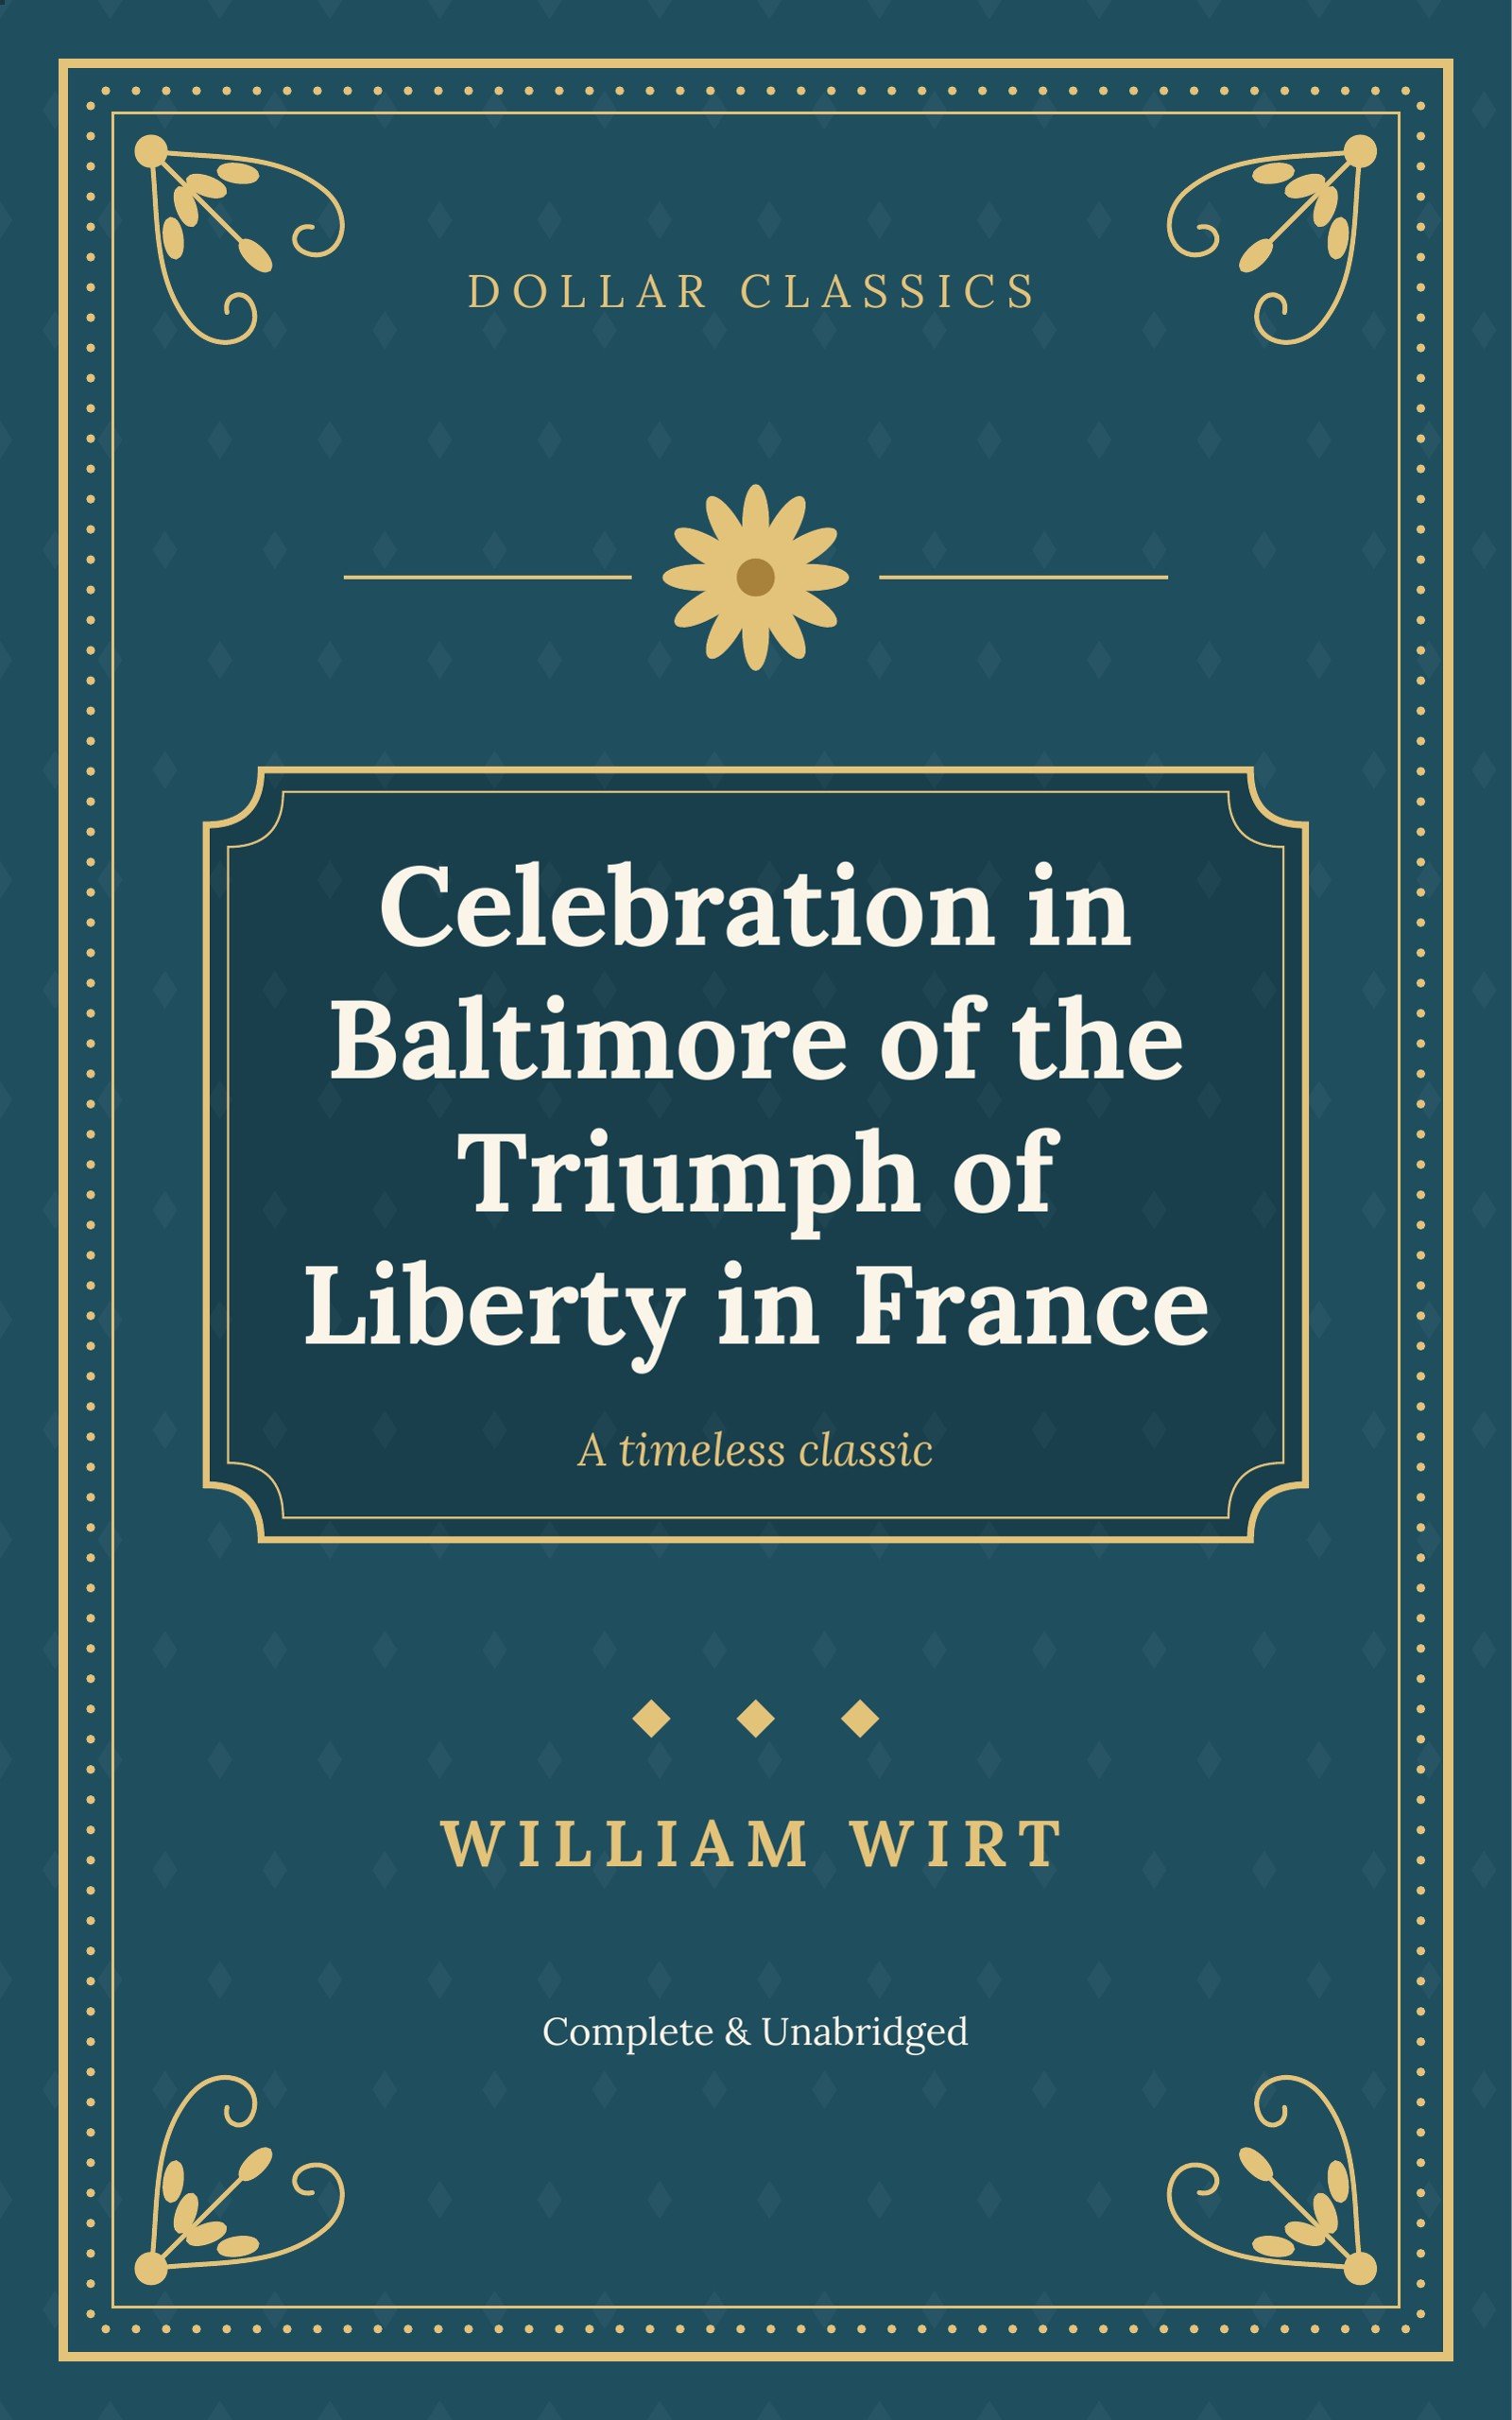 DOLLAR CLASSICS
Celebration in
Baltimore of the
Triumph of
Liberty in France
A timeless classic
WILLIAM WIRT
Complete & Unabridged